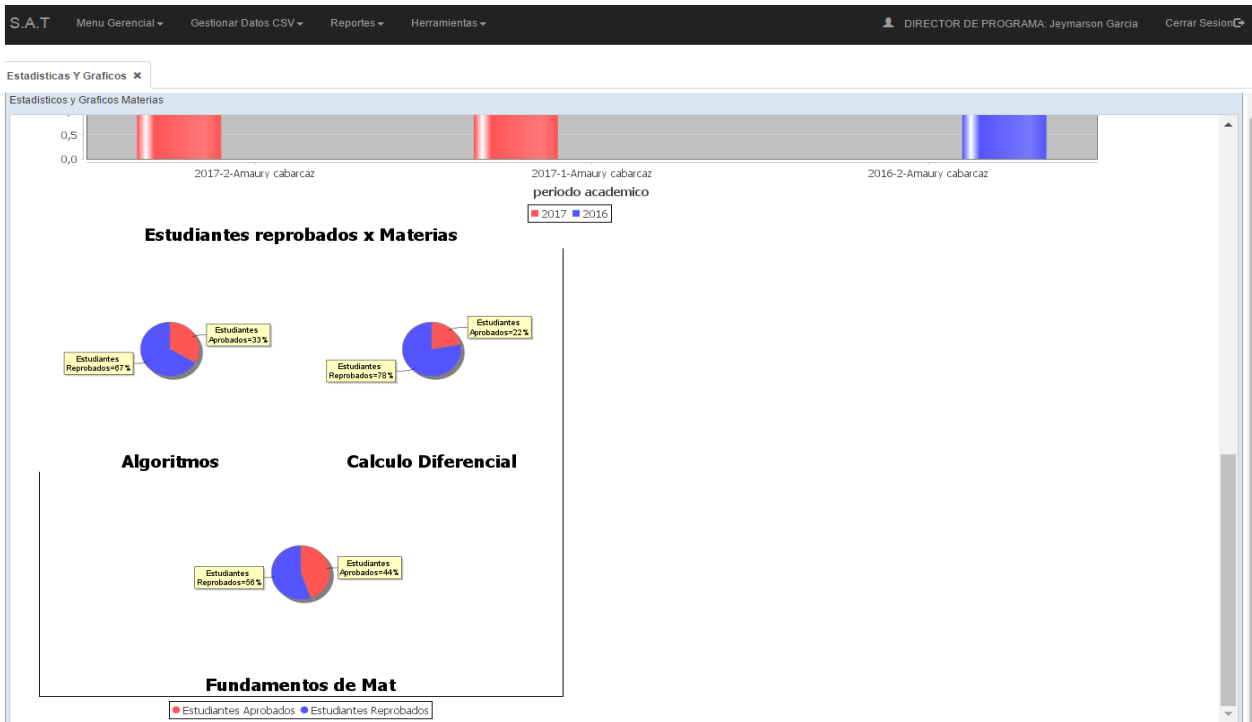 S.A.T Menu Gerencial Gestionar Datos CSV Reportes Herramientas DIRECTOR DE PROGRAMA: Jeymarson Garcia Cerrar Sesion
Estadisticas Y Graficos ✖
Estadisticos y Graficos Materias
0,5
0,0
2017-2-Amaury cabarcaz 2017-1-Amaury cabarcaz 2016-2-Amaury cabarcaz
periodo academico
2017 2016
Estudiantes reprobados x Materias
Estudiantes
Aprobados=33%
Estudiantes
Reprobados=67%
Estudiantes
Aprobados=22%
Estudiantes
Reprobados=78%
Algoritmos Calculo Diferencial
Estudiantes
Aprobados=44%
Estudiantes
Reprobados=56%
Fundamentos de Mat
Estudiantes Aprobados Estudiantes Reprobados